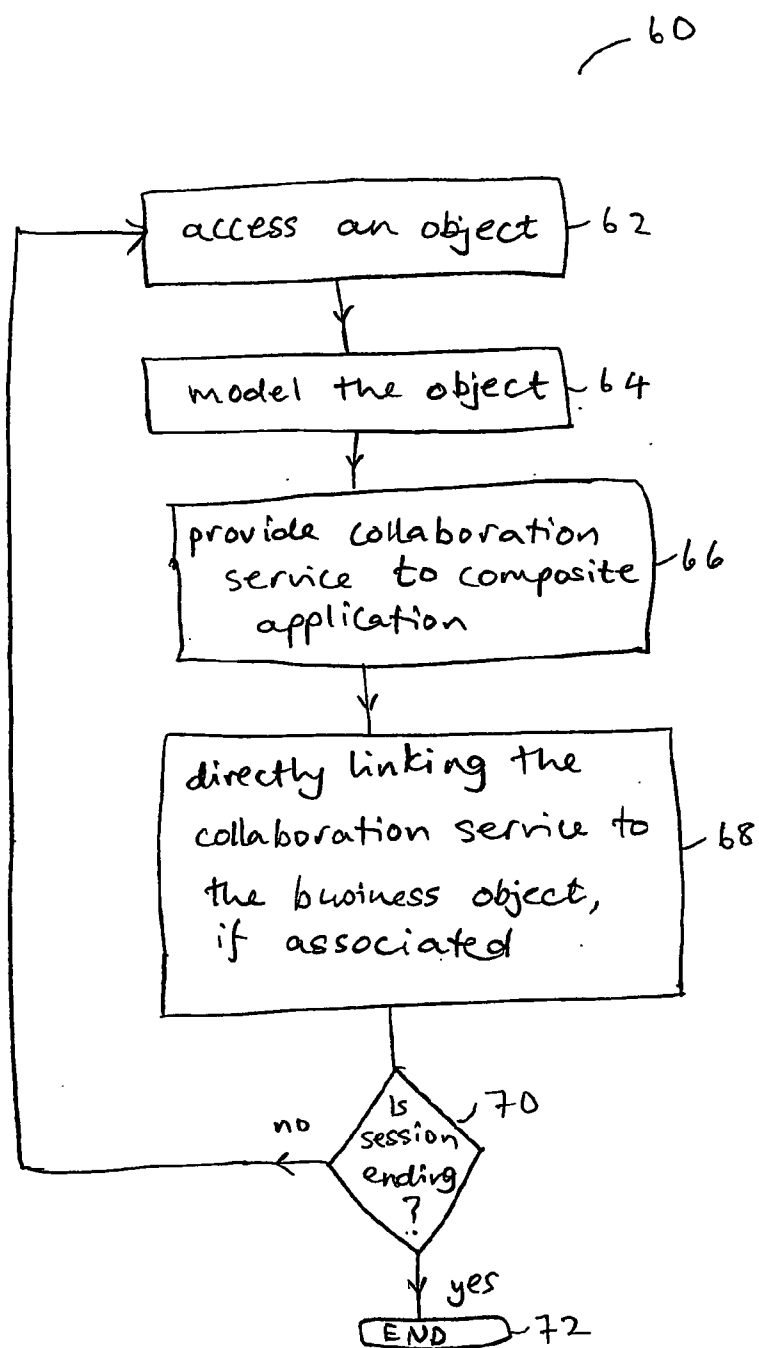 60
access an object
62
model the object
64
provide collaboration
service to composite
application
66
directly linking the
collaboration service to
the business object,
if associated
68
Is
session
ending
?
70
no
yes
END
72